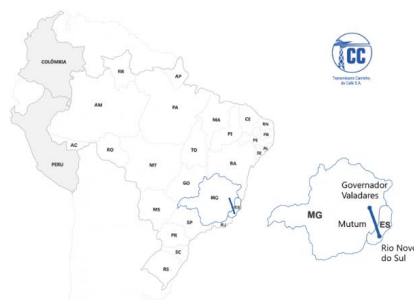 COLÔMBIA
RR
AP
AM
PA
MA
CE
RN
PB
PE
AL
SE
PI
AC
PERU
RO
TO
BA
MT
GO
MG
ES
MS
SP
RJ
PR
SC
RS
CC
Transmissora Caminho
do Café S.A.
Governador
Valadares
MG
Mutum
ES
Rio Novo
do Sul